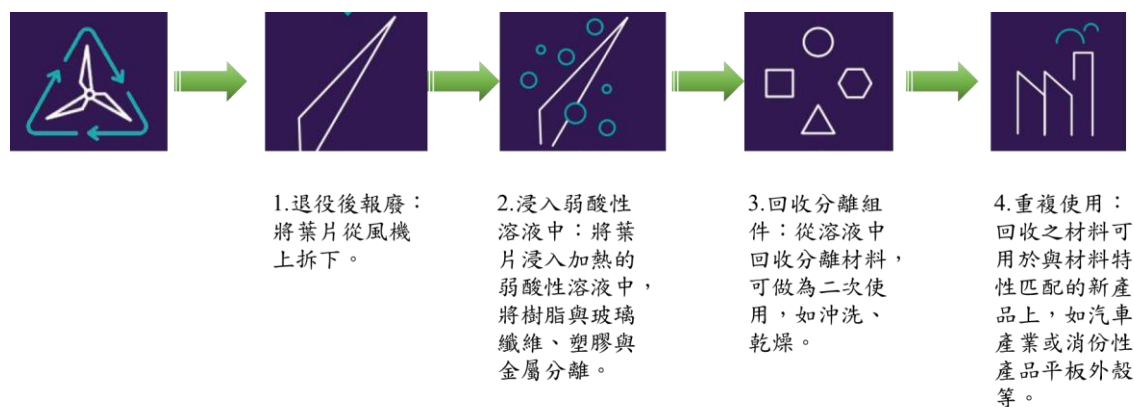 1.退役後報廢：
將葉片從風機
上拆下。
2.浸入弱酸性
溶液中：將葉
片浸入加熱的
弱酸性溶液中，
將樹脂與玻璃
纖維、塑膠與
金屬分離。
3.回收分離組
件：從溶液中
回收分離材料，
可做為二次使
用，如沖洗、
乾燥。
4.重複使用：
回收之材料可
用於與材料特
性匹配的新產
品上，如汽車
產業或消份性
產品平板外殼
等。